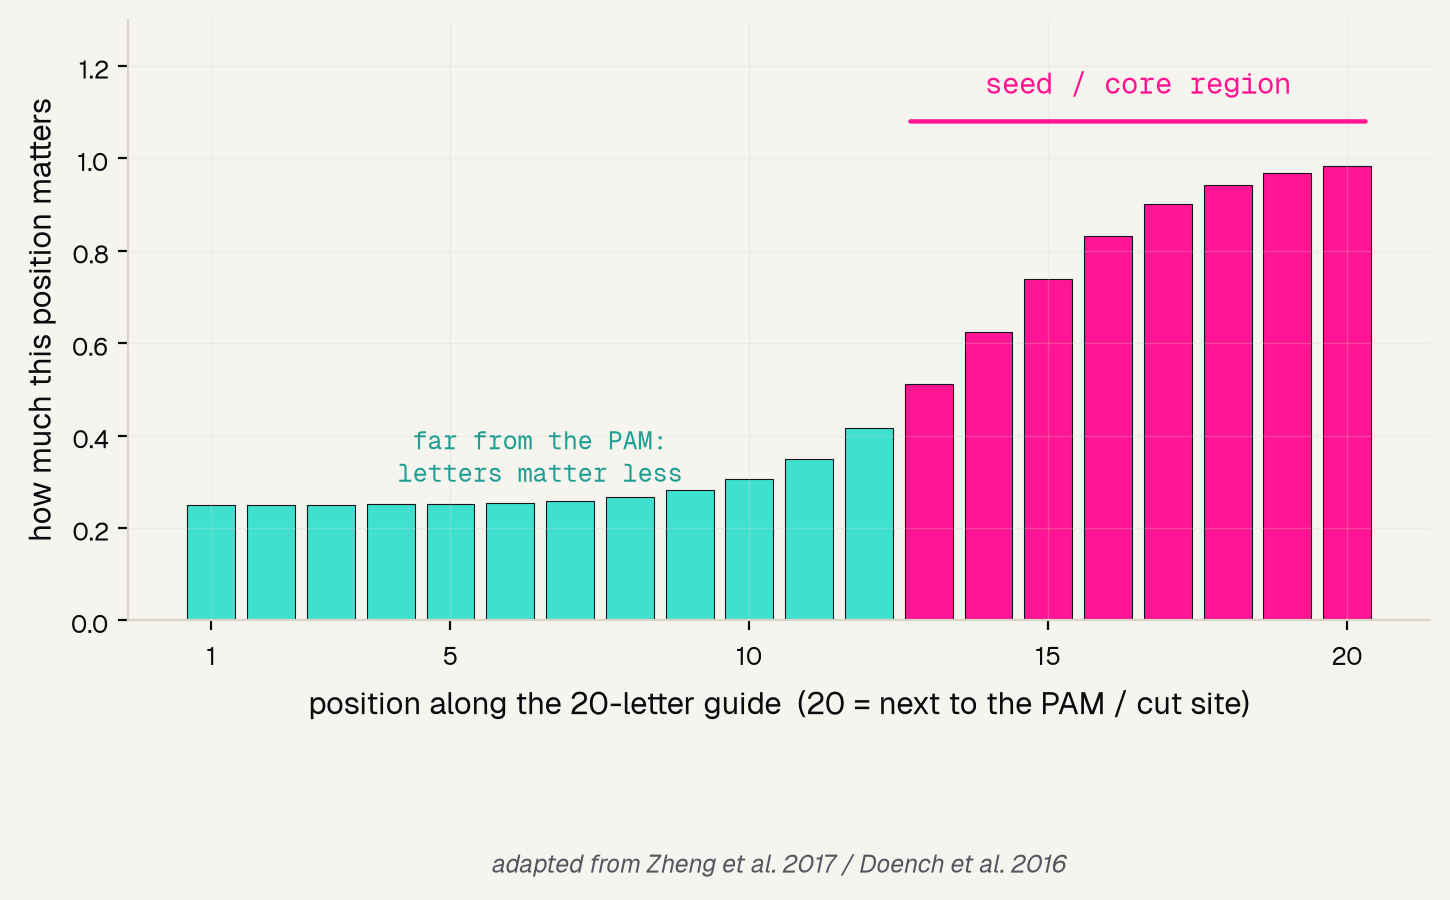 1.2
1.0
0.8
0.6
0.4
0.2
0.0
how much this position matters
seed / core region
far from the PAM:
letters matter less
1
5
10
15
20
position along the 20-letter guide (20 = next to the PAM / cut site)
adapted from Zheng et al. 2017 / Doench et al. 2016